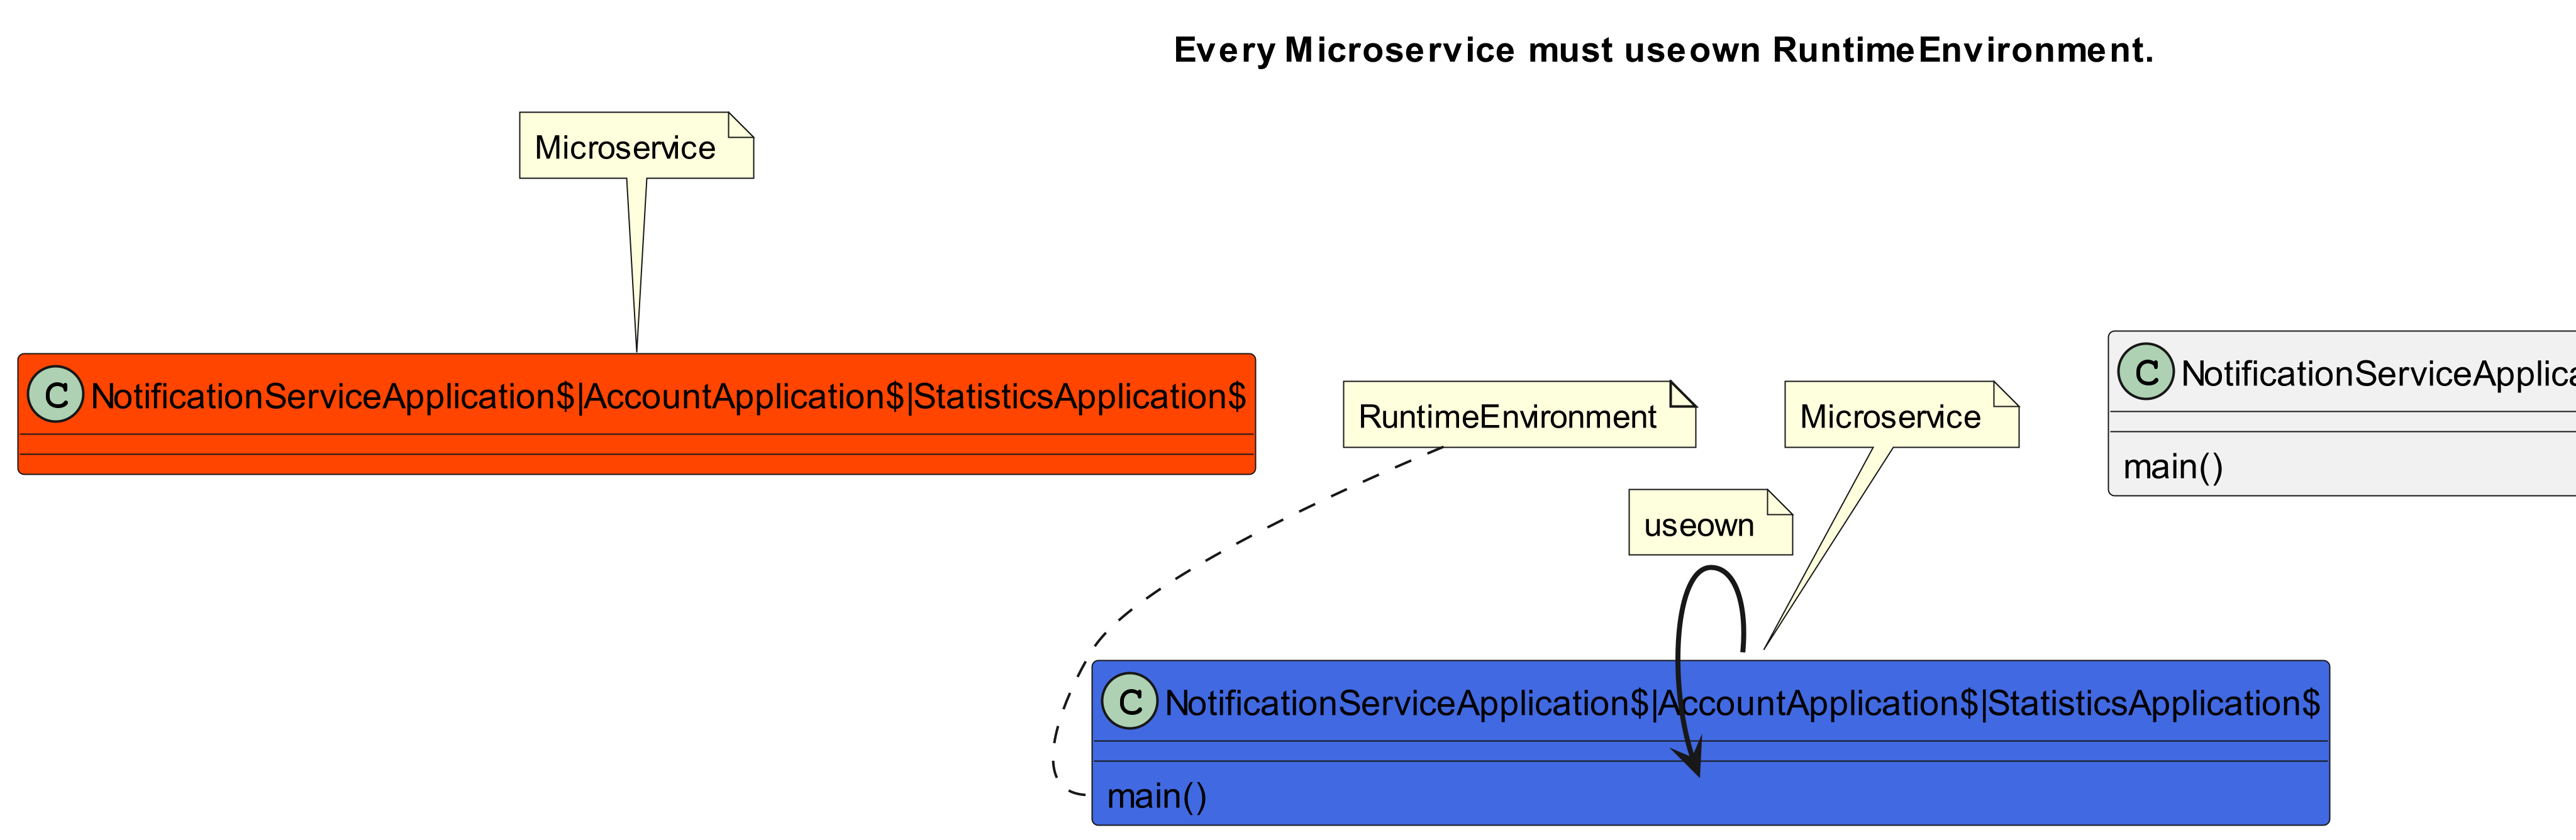 Every Microservice must useown RuntimeEnvironment.
Microservice
C NotificationServiceApplication$|AccountApplication$|StatisticsApplication$
RuntimeEnvironment
Microservice
C NotificationServiceApplica
main()
useown
C NotificationServiceApplication$|AccountApplication$|StatisticsApplication$
main()